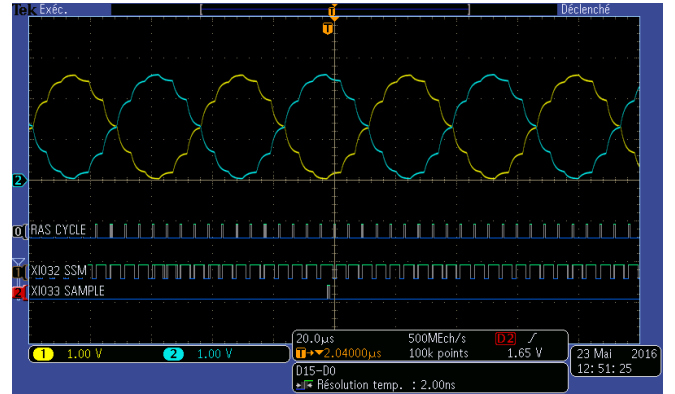 Tek Exéc. Déclenché
T
T
2
0 RAS CYCLE
1 XI032 SSM
2 XI033 SAMPLE
1 1.00 V 2 1.00 V
20.0µs 500MEch/s D2
T→▼2.04000µs 100k points 1.65 V
D15-D0
Résolution temp. : 2.00ns
23 Mai 2016
12:51:25